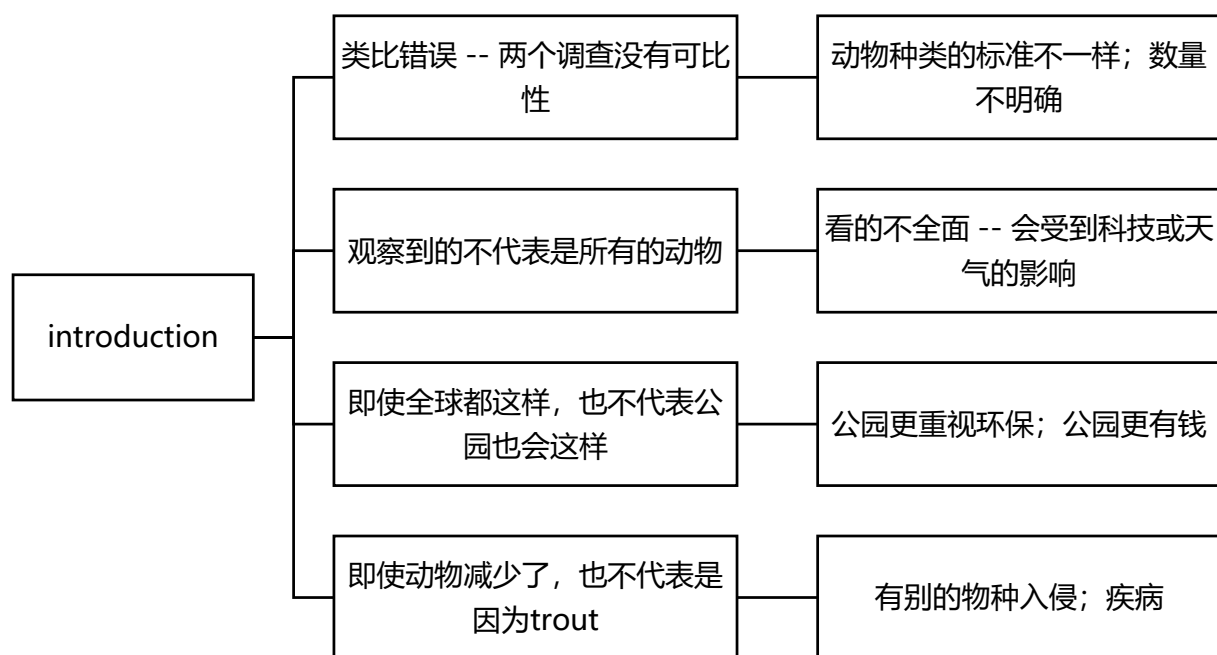 类比错误 -- 两个调查没有可比
性
动物种类的标准不一样；数量
不明确
观察到的不代表是所有的动物
看的不全面 -- 会受到科技或天
气的影响
introduction
即使全球都这样，也不代表公
园也会这样
公园更重视环保；公园更有钱
即使动物减少了，也不代表是
因为trout
有别的物种入侵；疾病